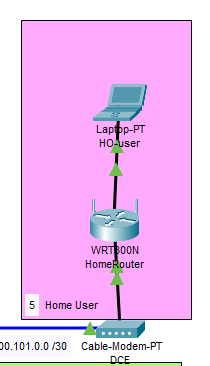 Laptop-PT
HO-user
WRT300N
HomeRouter
5 Home User
00.101.0.0 /30
Cable-Modem-PT
DCE